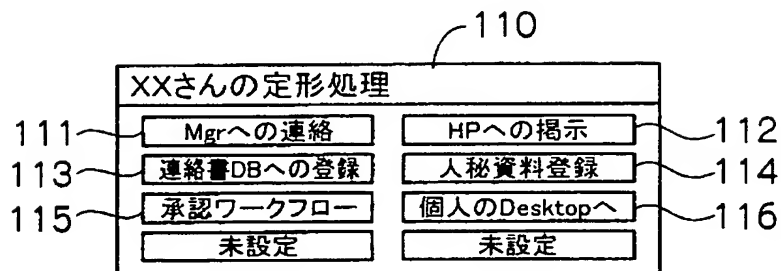 110
XXさんの定形処理
111 Mgrへの連絡 HPへの掲示 112
113 連絡書DBへの登録 人秘資料登録 114
115 承認ワークフロー 個人のDesktopへ 116
未設定 未設定